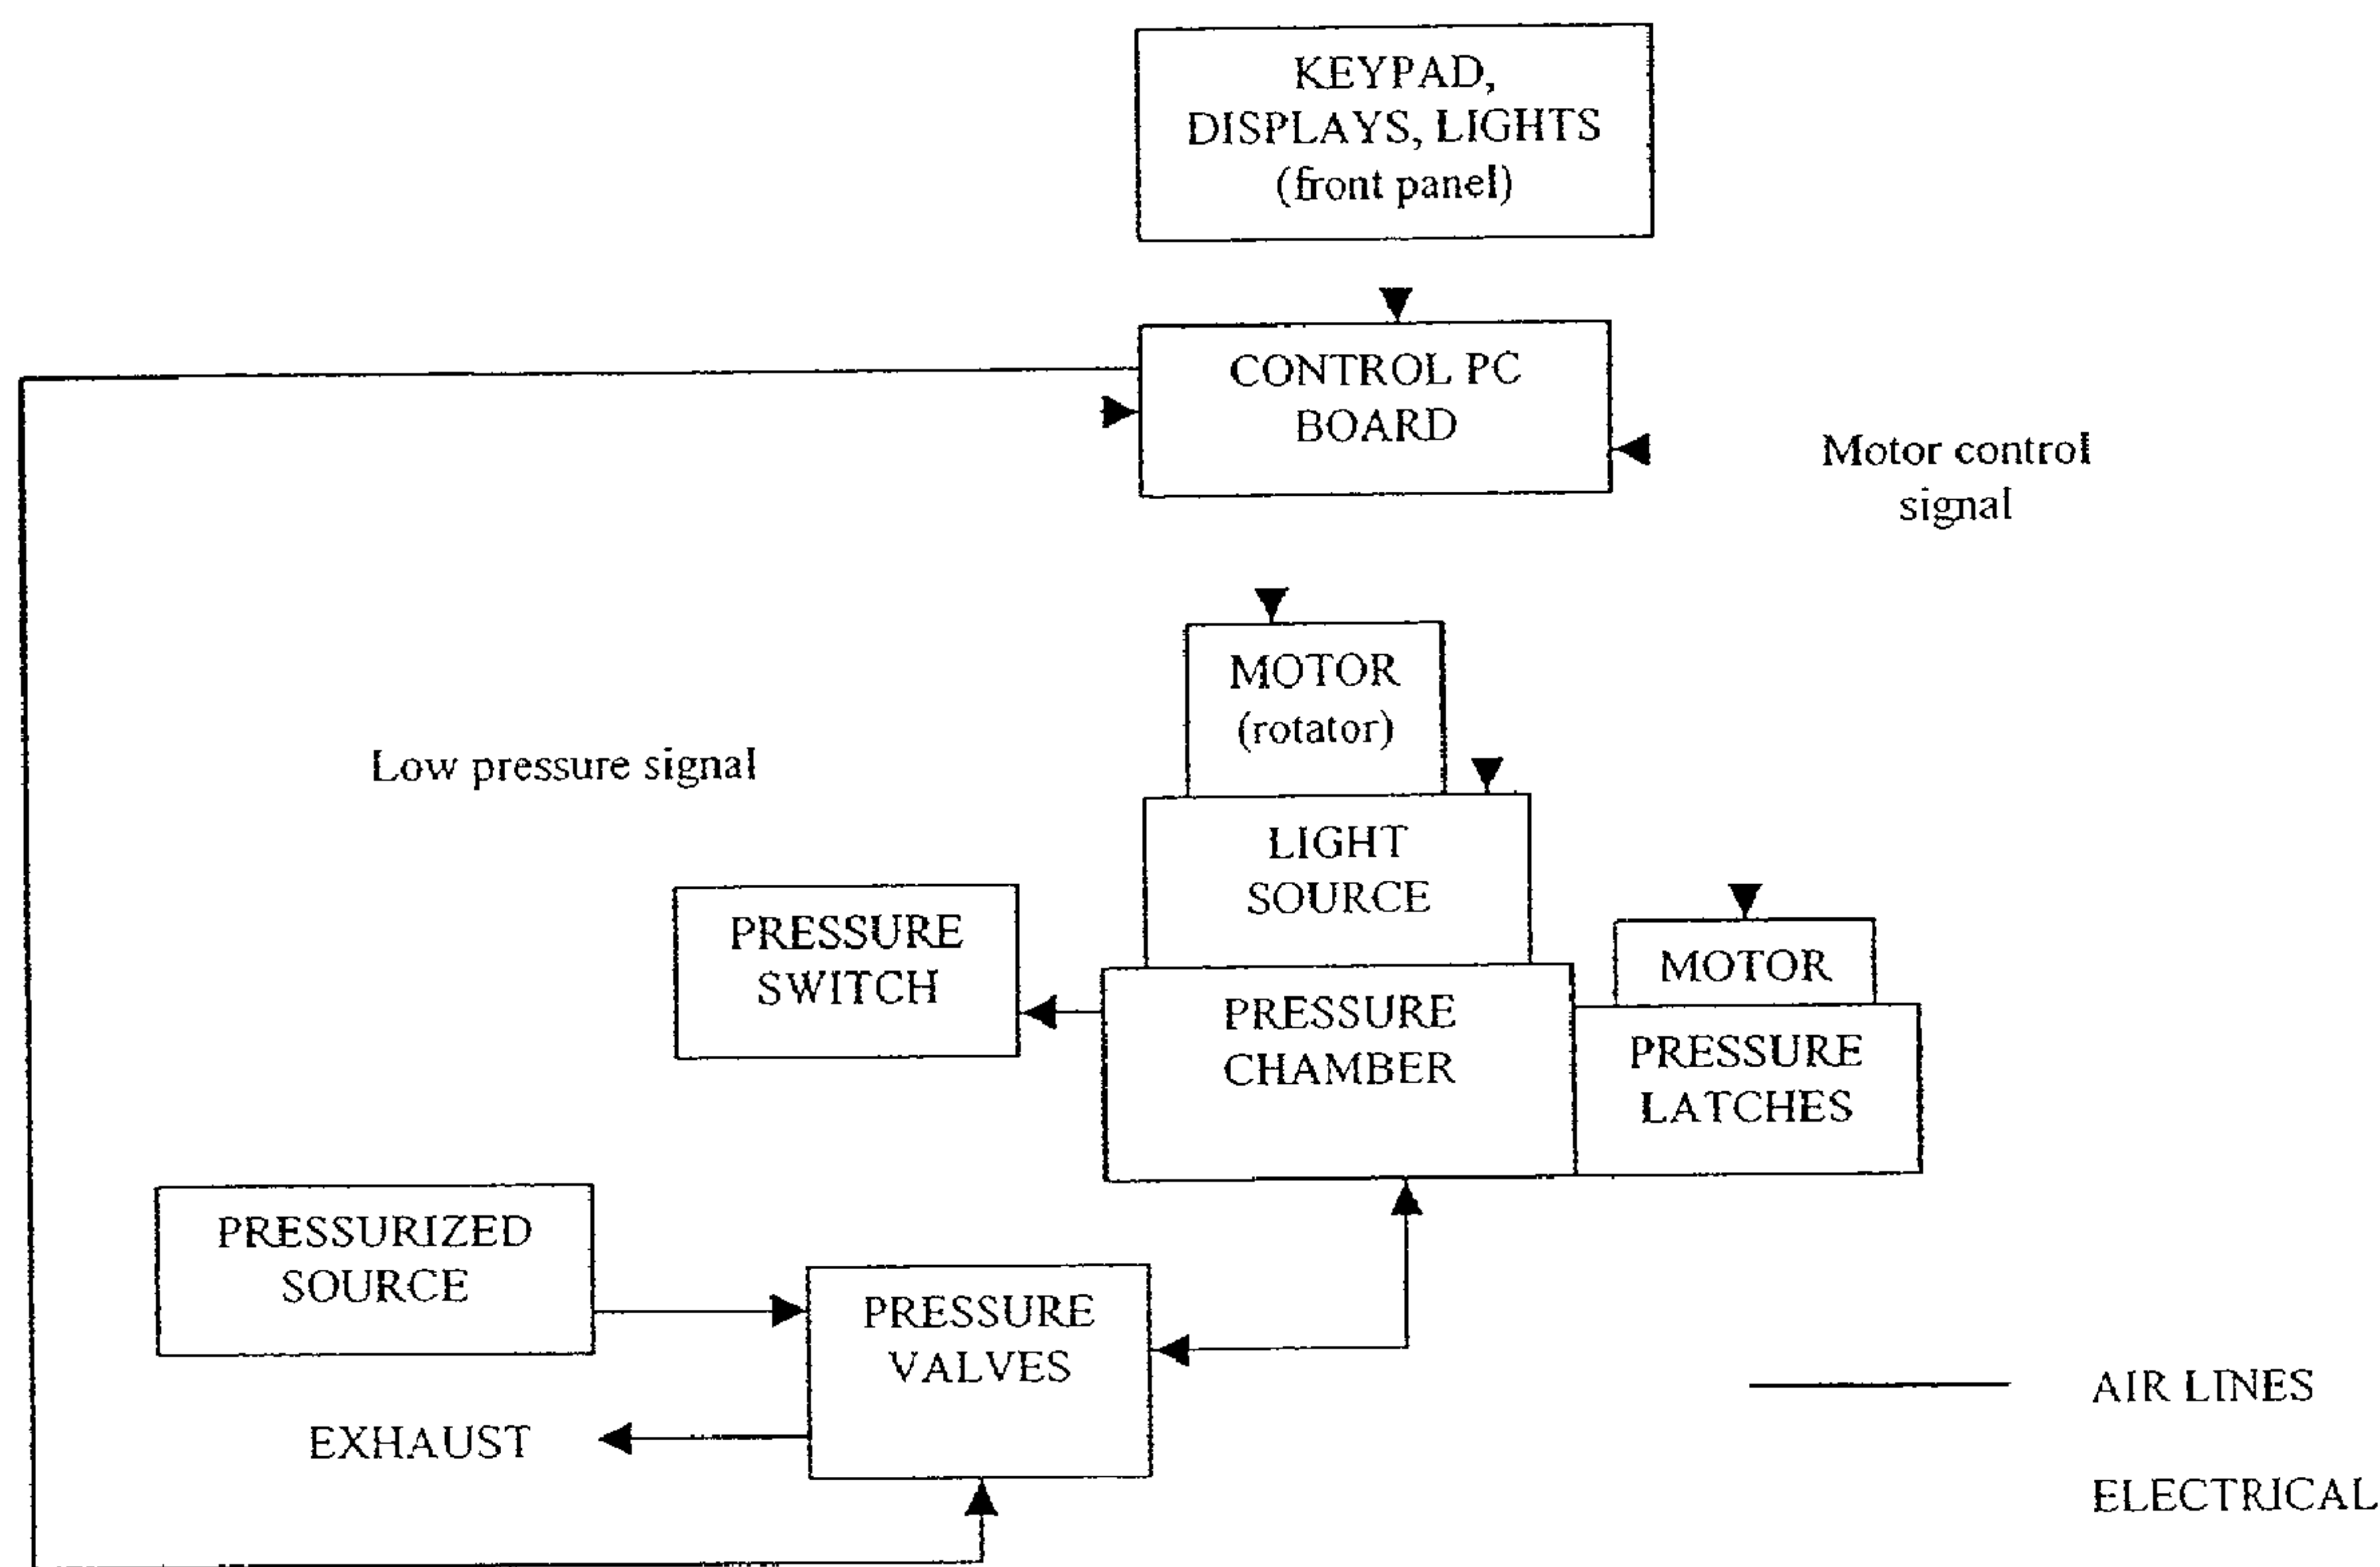 KEYPAD,
DISPLAYS, LIGHTS
(front panel)
CONTROL PC
BOARD
Motor control
signal
MOTOR
(rotator)
Low pressure signal
LIGHT
SOURCE
PRESSURE
SWITCH
MOTOR
PRESSURE
CHAMBER
PRESSURE
LATCHES
PRESSURIZED
SOURCE
PRESSURE
VALVES
EXHAUST
AIR LINES
ELECTRICAL